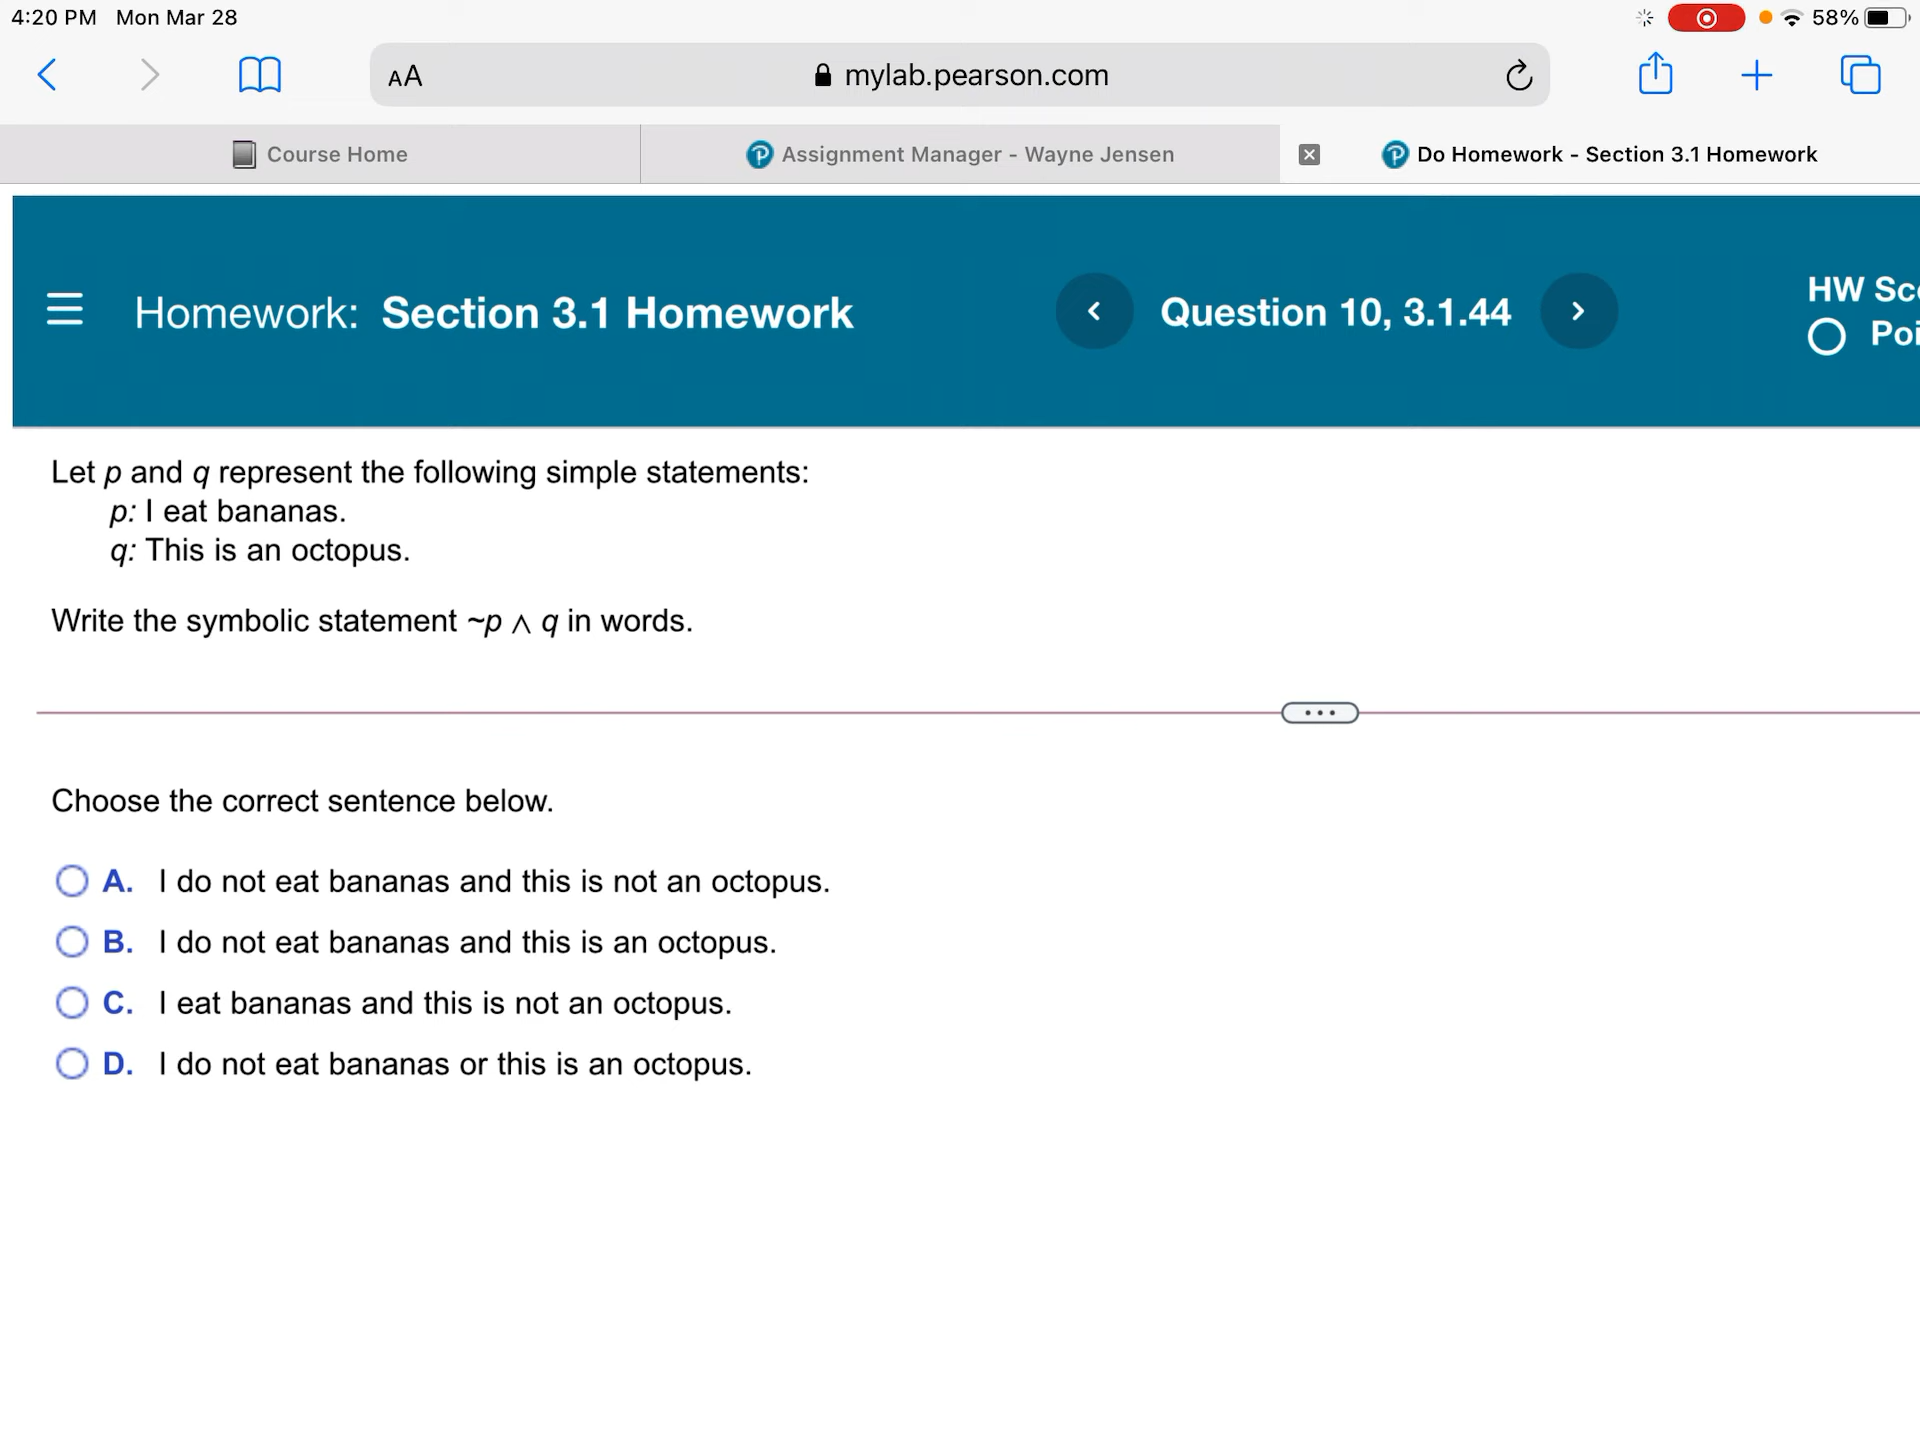 4:20 PM Mon Mar 28
58%
AA
mylab.pearson.com
Course Home
Assignment Manager - Wayne Jensen
Do Homework - Section 3.1 Homework
Homework: Section 3.1 Homework
Question 10, 3.1.44
HW Sc
Poi
Let p and q represent the following simple statements:
p: I eat bananas.
q: This is an octopus.
Write the symbolic statement ~p ∧ q in words.
Choose the correct sentence below.
A. I do not eat bananas and this is not an octopus.
B. I do not eat bananas and this is an octopus.
C. I eat bananas and this is not an octopus.
D. I do not eat bananas or this is an octopus.